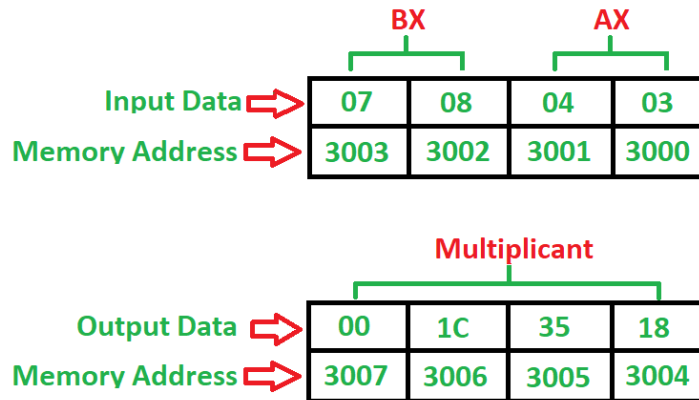 BX AX
Input Data 07 08 04 03
Memory Address 3003 3002 3001 3000
Multiplicant
Output Data 00 1C 35 18
Memory Address 3007 3006 3005 3004